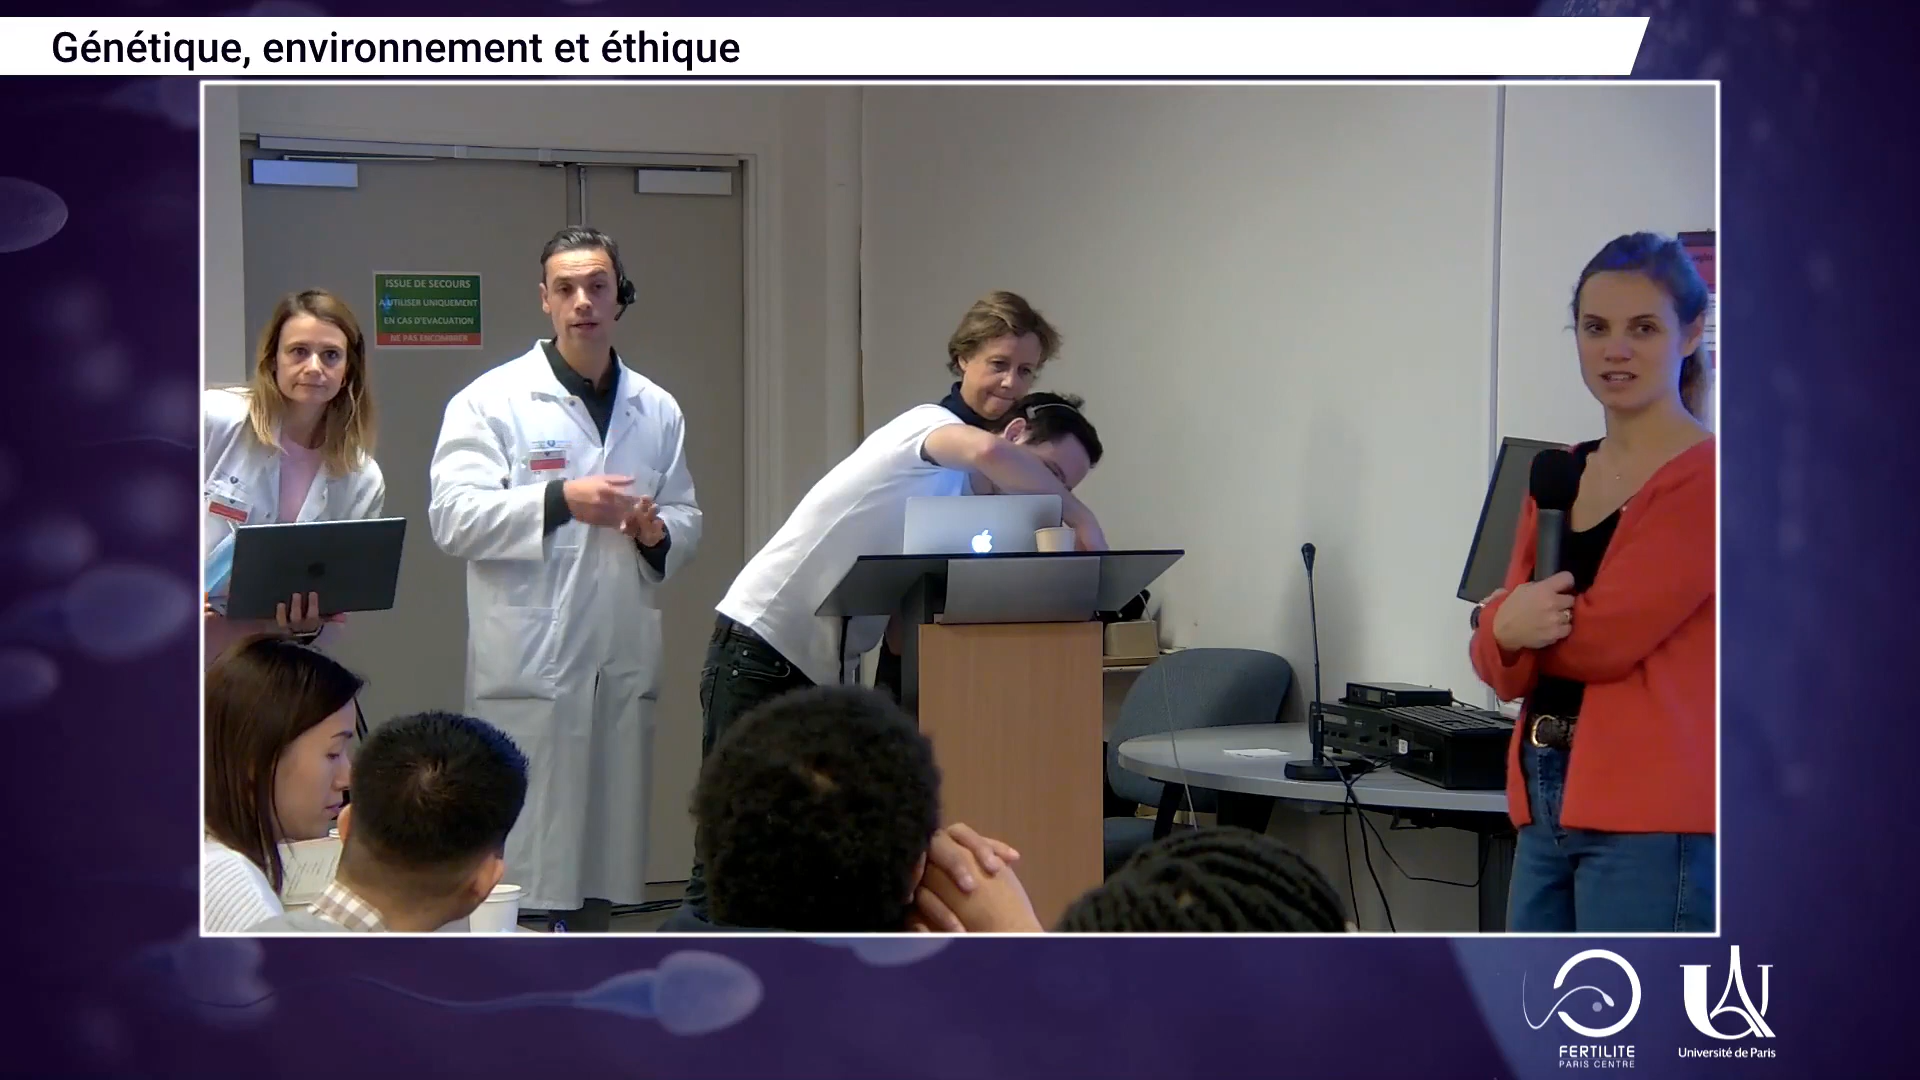 Génétique, environnement et éthique
ISSUE DE SECOURS
A UTILISER UNIQUEMENT
EN CAS D'EVACUATION
NE PAS ENCOMBRER
FERTILITE
PARIS CENTRE
Université de Paris